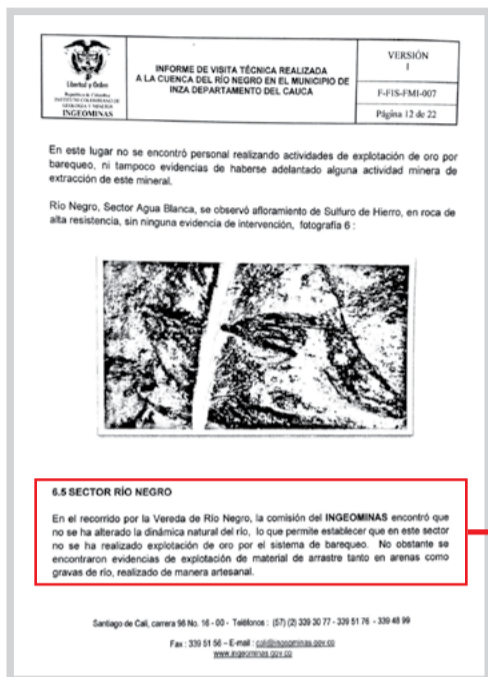 Libertad y Orden
República de Colombia
INSTITUTO COLOMBIANO DE
GEOLOGÍA Y MINERÍA
INGEOMINAS
INFORME DE VISITA TÉCNICA REALIZADA
A LA CUENCA DEL RÍO NEGRO EN EL MUNICIPIO DE
INZA DEPARTAMENTO DEL CAUCA
VERSIÓN
1
F-FIS-FMI-007
Página 12 de 22
En este lugar no se encontró personal realizando actividades de explotación de oro por
barequeo, ni tampoco evidencias de haberse adelantado alguna actividad minera de
extracción de este mineral.
Río Negro, Sector Agua Blanca, se observó afloramiento de Sulfuro de Hierro, en roca de
alta resistencia, sin ninguna evidencia de intervención, fotografía 6 :
6.5 SECTOR RÍO NEGRO
En el recorrido por la Vereda de Río Negro, la comisión del INGEOMINAS encontró que
no se ha alterado la dinámica natural del río, lo que permite establecer que en este sector
no se ha realizado explotación de oro por el sistema de barequeo. No obstante se
encontraron evidencias de explotación de material de arrastre tanto en arenas como
gravas de río, realizado de manera artesanal.
Santiago de Cali, carrera 98 No. 16 - 00 - Teléfonos : (57) (2) 339 30 77 - 339 51 76 - 339 48 99
Fax : 339 51 56 - E-mail : cali@ingeominas.gov.co
www.ingeominas.gov.co